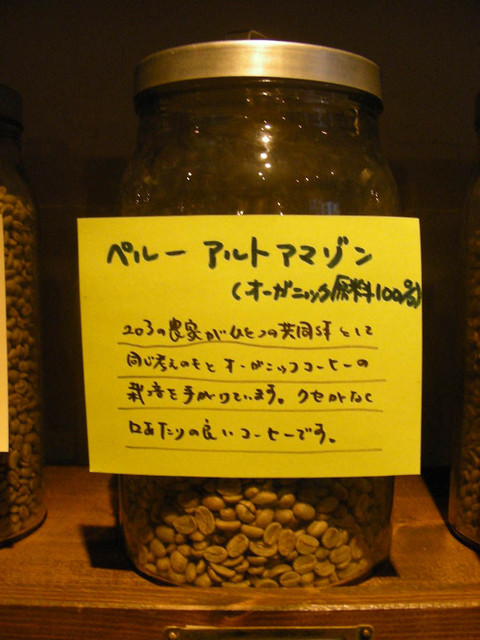 ペルー アルトアマゾン
(オーガニック原料100%)
203の農家がひとつの共同体として
同じ考えのもとオーガニックコーヒーの
栽培を手がけています。クセがなく
口あたりの良いコーヒーです。